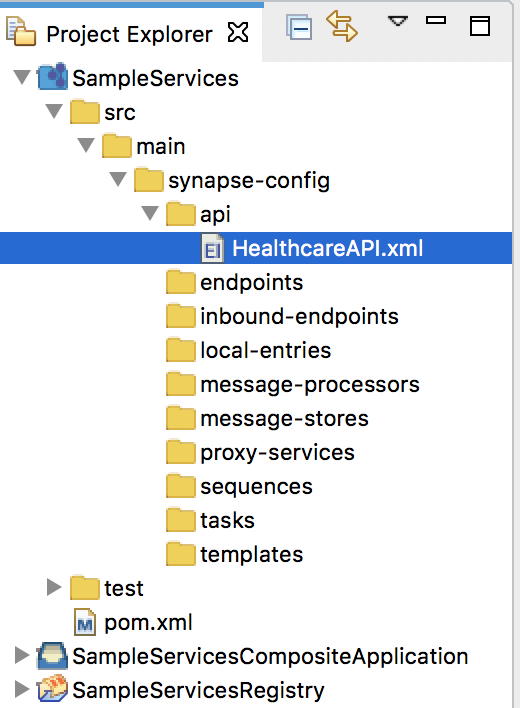 Project Explorer
SampleServices
src
main
synapse-config
api
EI HealthcareAPI.xml
endpoints
inbound-endpoints
local-entries
message-processors
message-stores
proxy-services
sequences
tasks
templates
test
M pom.xml
SampleServicesCompositeApplication
SampleServicesRegistry